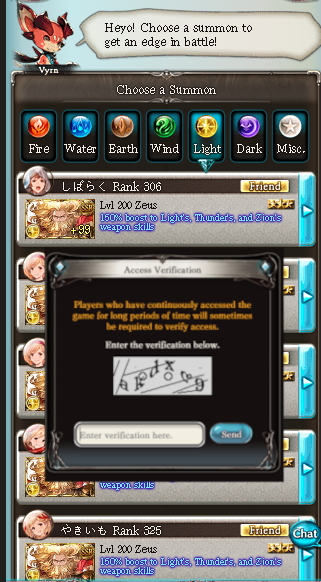 Heyo! Choose a summon to
get an edge in battle!
Vyrn
Choose a Summon
Fire Water Earth Wind Light Dark Misc.
しばらく Rank 306 Friend
Lvl 200 Zeus
+99 150% boost to Light's, Thunder's, and Zion's
weapon skills
Access Verification
Players who have continuously accessed the
game for long periods of time will sometimes
be required to verify access.
Enter the verification below.
Enter verification here. Send
weapon skills
やきいも Rank 325 Friend
Chat
Lvl 200 Zeus
150% boost to Light's, Thunder's, and Zion's
weapon skills